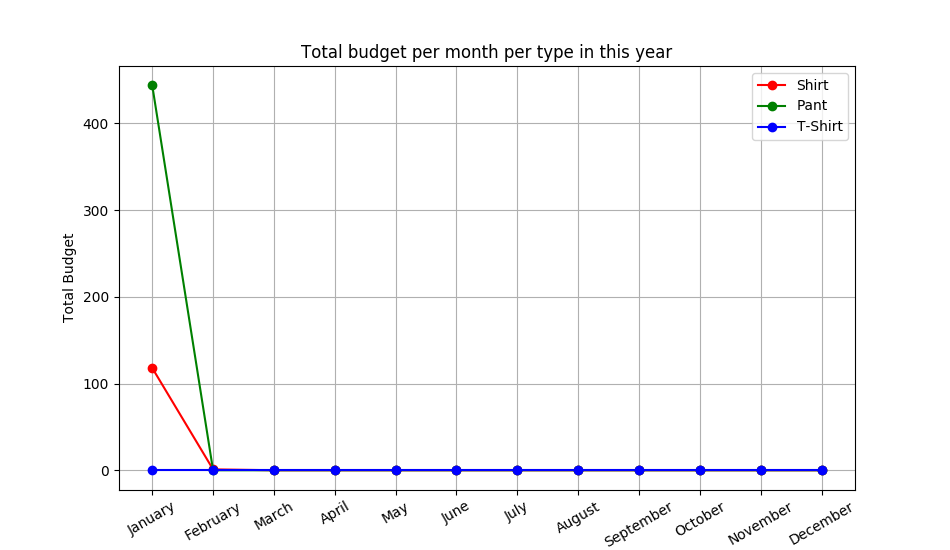 Total budget per month per type in this year
Shirt
Pant
T-Shirt
Total Budget
400
300
200
100
0
January
February
March
April
May
June
July
August
September
October
November
December